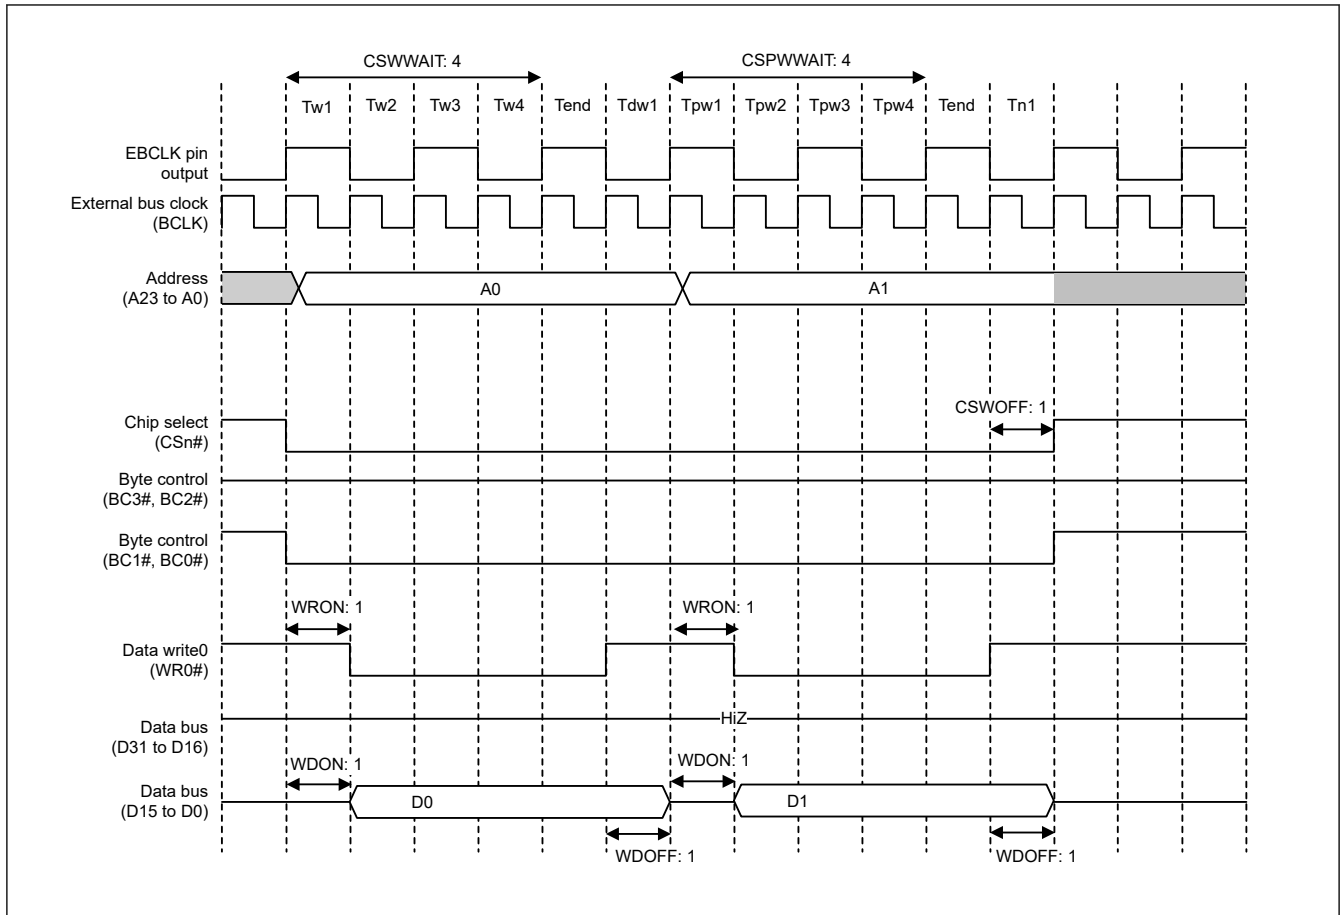 CSWWAIT: 4
CSPWWAIT: 4
Tw1 Tw2 Tw3 Tw4 Tend Tdw1 Tpw1 Tpw2 Tpw3 Tpw4 Tend Tn1
EBCLK pin
output
External bus clock
(BCLK)
Address
(A23 to A0)
A0
A1
CSWOFF: 1
Chip select
(CSn#)
Byte control
(BC3#, BC2#)
Byte control
(BC1#, BC0#)
WRON: 1
WRON: 1
Data write0
(WR0#)
HiZ
Data bus
(D31 to D16)
WDON: 1
WDON: 1
Data bus
(D15 to D0)
D0
D1
WDOFF: 1
WDOFF: 1